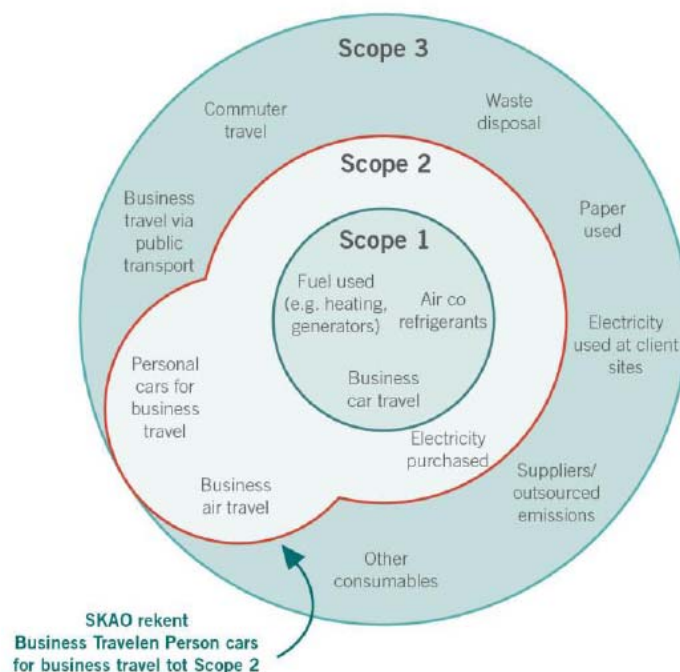 Scope 3
Commuter
travel
Waste
disposal
Scope 2
Business
travel via
public
transport
Paper
used
Scope 1
Fuel used
(e.g. heating,
generators)
Air co
refrigerants
Electricity
used at client
sites
Personal
cars for
business
travel
Business
car travel
Electricity
purchased
Business
air travel
Suppliers/
outsourced
emissions
Other
consumables
SKAO rekent
Business Travelen Person cars
for business travel tot Scope 2